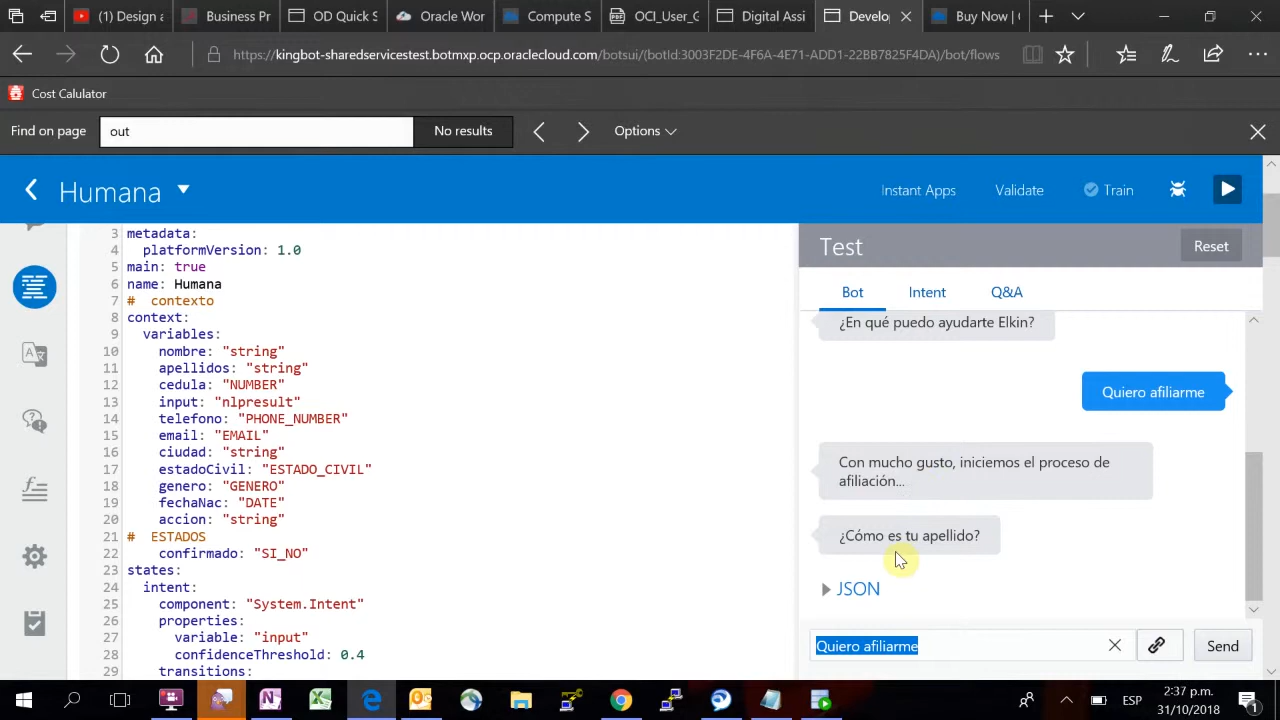 (1) Design a
Business Pr
OD Quick S
Oracle Wor
Compute S
OCI_User_G
Digital Assi
Develo
Buy Now | O
https://kingbot-sharedservicestest.botmxp.ocp.oraclecloud.com/botsui/(botId:3003F2DE-4F6A-4E71-ADD1-22BB7825F4DA)/bot/flows
Cost Calulator
Find on page
out
No results
Options
Humana
Instant Apps
Validate
Train
3 metadata:
4 platformVersion: 1.0
5 main: true
6 name: Humana
7 # contexto
8 context:
9 variables:
10 nombre: "string"
11 apellidos: "string"
12 cedula: "NUMBER"
13 input: "nlpresult"
14 telefono: "PHONE_NUMBER"
15 email: "EMAIL"
16 ciudad: "string"
17 estadoCivil: "ESTADO_CIVIL"
18 genero: "GENERO"
19 fechaNac: "DATE"
20 accion: "string"
21 # ESTADOS
22 confirmado: "SI_NO"
23 states:
24 intent:
25 component: "System.Intent"
26 properties:
27 variable: "input"
28 confidenceThreshold: 0.4
29 transitions:
Test
Reset
Bot
Intent
Q&A
¿En qué puedo ayudarte Elkin?
Quiero afiliarme
Con mucho gusto, iniciemos el proceso de
afiliación...
¿Cómo es tu apellido?
JSON
Quiero afiliarme
Send
ESP
2:37 p.m.
31/10/2018
1